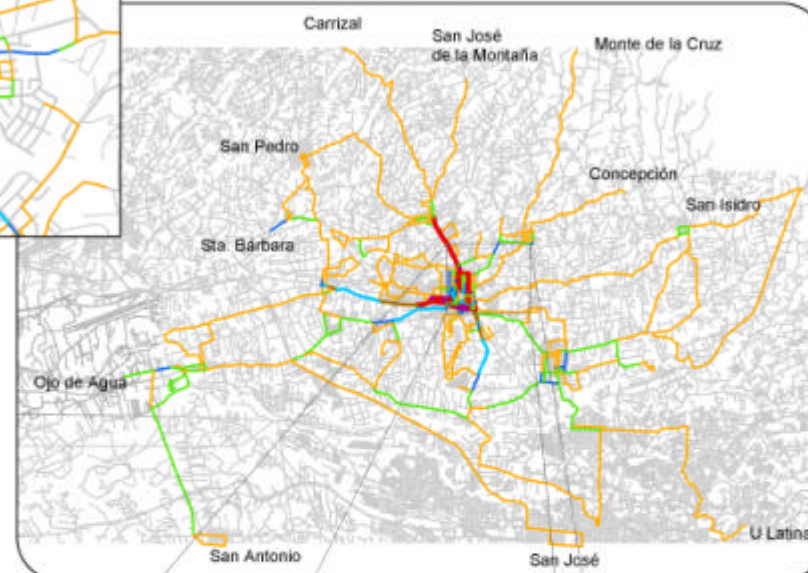 Carrizal
San José
de la Montaña
Monte de la Cruz
San Pedro
Concepción
San Isidro
Sta. Bárbara
Ojo de Agua
U Latina
San Antonio
San José